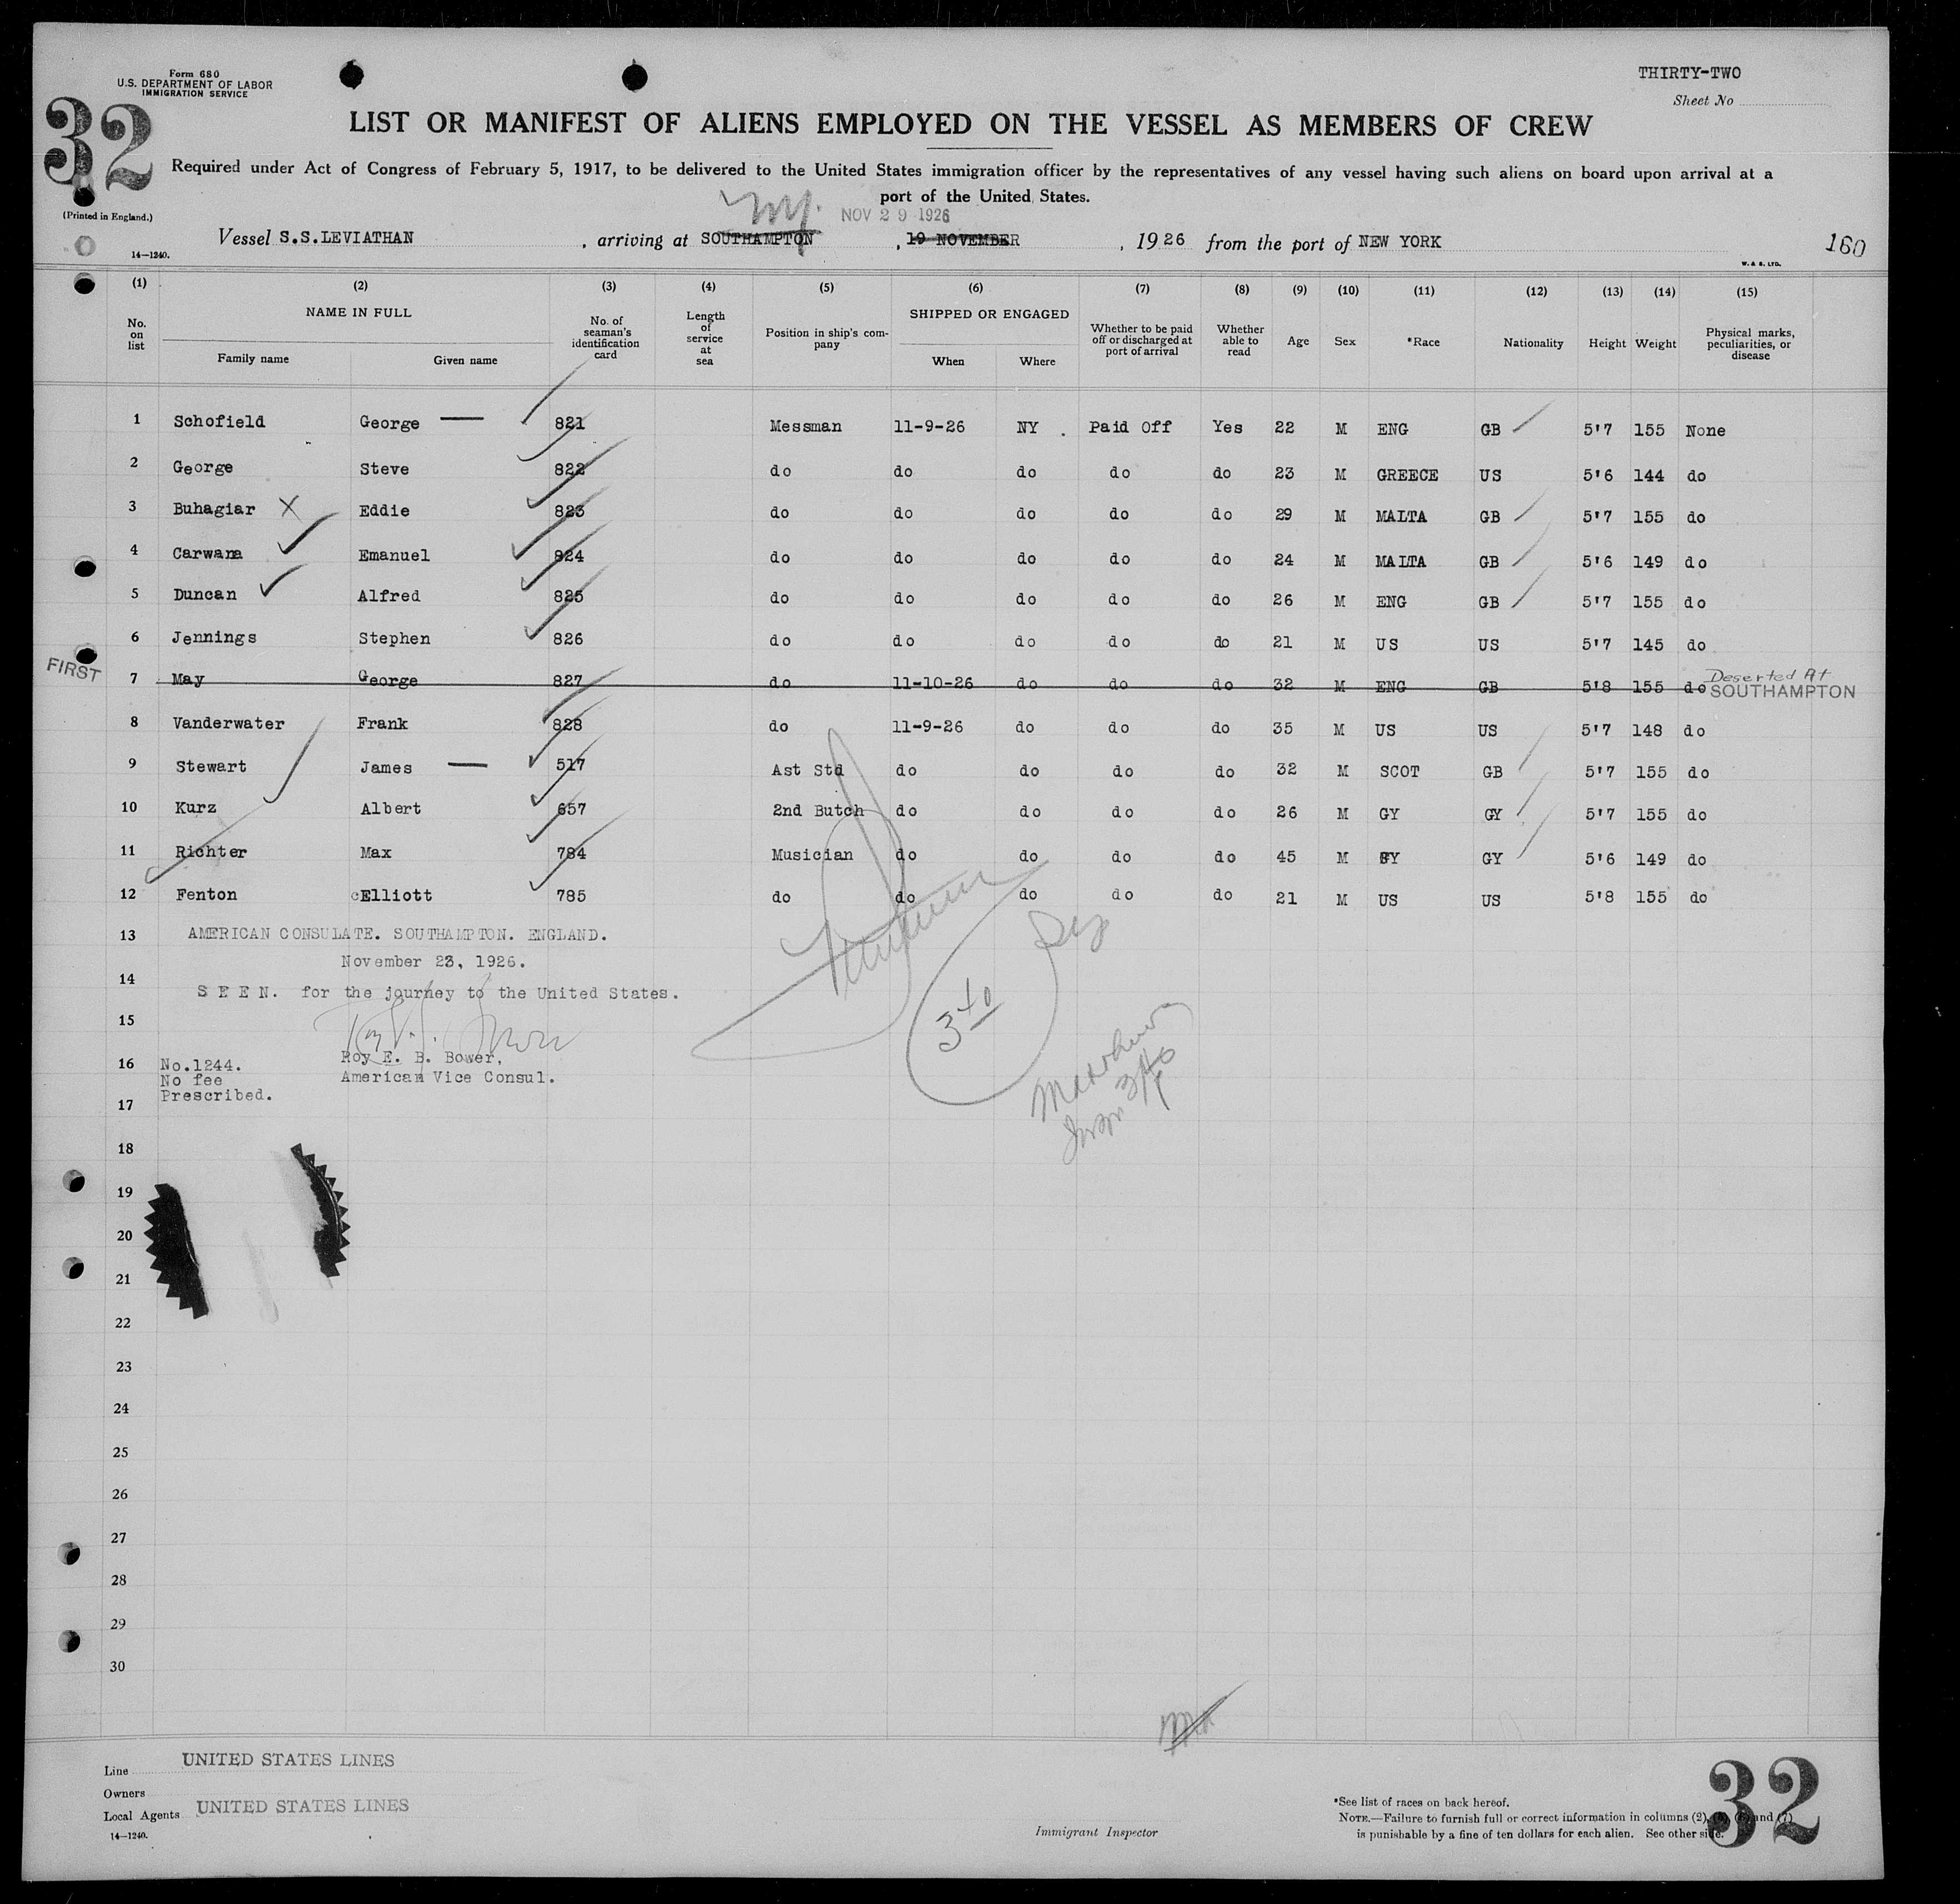 Form 680
U.S. DEPARTMENT OF LABOR
IMMIGRATION SERVICE
THIRTY-TWO
Sheet No
32
LIST OR MANIFEST OF ALIENS EMPLOYED ON THE VESSEL AS MEMBERS OF CREW
Required under Act of Congress of February 5, 1917, to be delivered to the United States immigration officer by the representatives of any vessel having such aliens on board upon arrival at a
port of the United States.
(Printed in England.)
NY. NOV 29 1926
Vessel S.S.LEVIATHAN , arriving at SOUTHAMPTON , 19 NOVEMBER , 1926 from the port of NEW YORK 160
14—1240.
W. & S. LTD.
(1) (2) (3) (4) (5) (6) (7) (8) (9) (10) (11) (12) (13) (14) (15)
No. on list NAME IN FULL Family name Given name No. of seaman's identification card Length of service at sea Position in ship's company SHIPPED OR ENGAGED When Where Whether to be paid off or discharged at port of arrival Whether able to read Age Sex *Race Nationality Height Weight Physical marks, peculiarities, or disease
1 Schofield George — 821 Messman 11-9-26 NY . Paid Off Yes 22 M ENG GB 5'7 155 None
2 George Steve 822 do do do do do 23 M GREECE US 5'6 144 do
3 Buhagiar X Eddie 823 do do do do do 29 M MALTA GB 5'7 155 do
4 Carwana Emanuel 824 do do do do do 24 M MALTA GB 5'6 149 do
5 Duncan Alfred 825 do do do do do 26 M ENG GB 5'7 155 do
6 Jennings Stephen 826 do do do do do 21 M US US 5'7 145 do
FIRST 7 May George 827 do 11-10-26 do do do 32 M ENG GB 5'8 155 do Deserted At SOUTHAMPTON
8 Vanderwater Frank 828 do 11-9-26 do do do 35 M US US 5'7 148 do
9 Stewart James — 517 Ast Std do do do do 32 M SCOT GB 5'7 155 do
10 Kurz Albert 657 2nd Butch do do do do 26 M GY GY 5'7 155 do
11 Richter Max 784 Musician do do do do 45 M GY GY 5'6 149 do
12 Fenton Elliott 785 do do do do do 21 M US US 5'8 155 do
13 AMERICAN CONSULATE. SOUTHAMPTON. ENGLAND.
November 23, 1926.
14 SEEN. for the journey to the United States.
15
Roy E. B. Bower,
16 No.1244. American Vice Consul.
No fee
Prescribed.
17
18
19
20
21
22
23
24
25
26
27
28
29
30
Line UNITED STATES LINES
Owners
Local Agents UNITED STATES LINES
14—1240.
Immigrant Inspector
*See list of races on back hereof.
NOTE.—Failure to furnish full or correct information in columns (2), (5), (6) and (7)
is punishable by a fine of ten dollars for each alien. See other side.
32